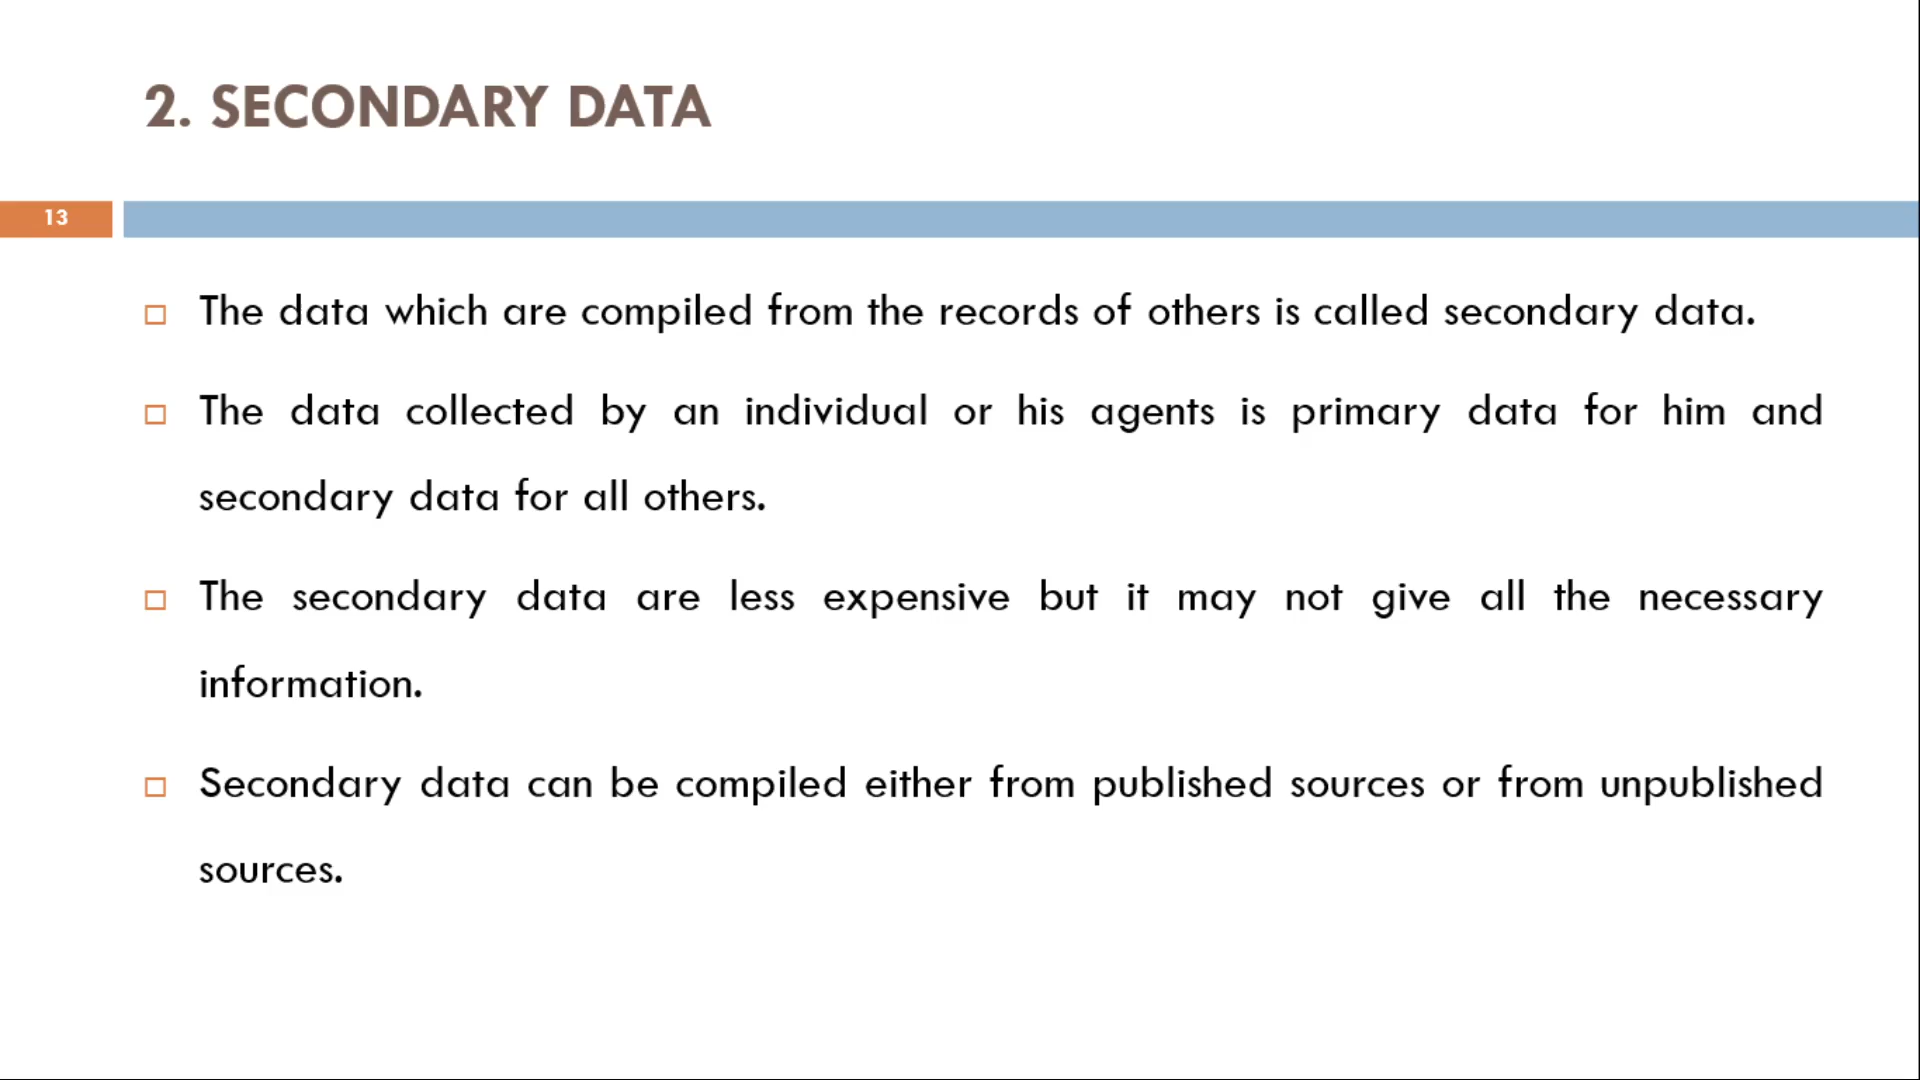 2. SECONDARY DATA
13
The data which are compiled from the records of others is called secondary data.
The data collected by an individual or his agents is primary data for him and
secondary data for all others.
The secondary data are less expensive but it may not give all the necessary
information.
Secondary data can be compiled either from published sources or from unpublished
sources.